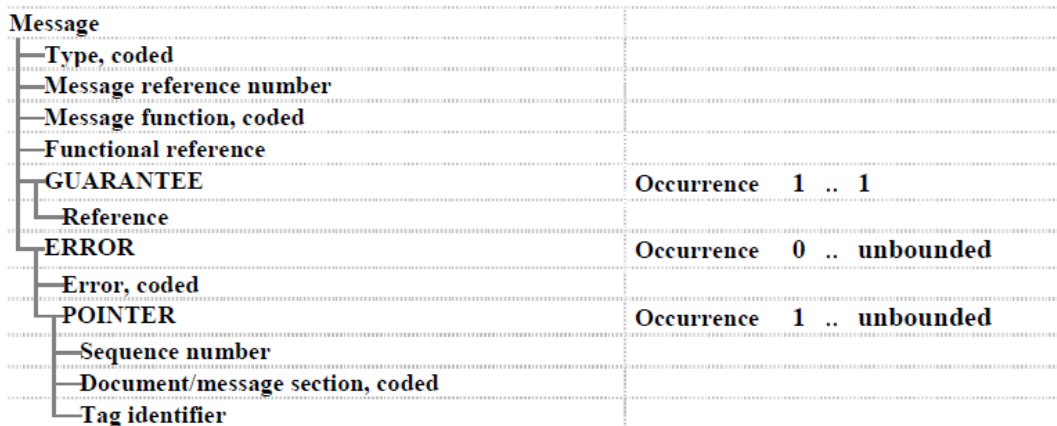 Message
Type, coded
Message reference number
Message function, coded
Functional reference
GUARANTEE Occurrence 1 .. 1
Reference
ERROR Occurrence 0 .. unbounded
Error, coded
POINTER Occurrence 1 .. unbounded
Sequence number
Document/message section, coded
Tag identifier